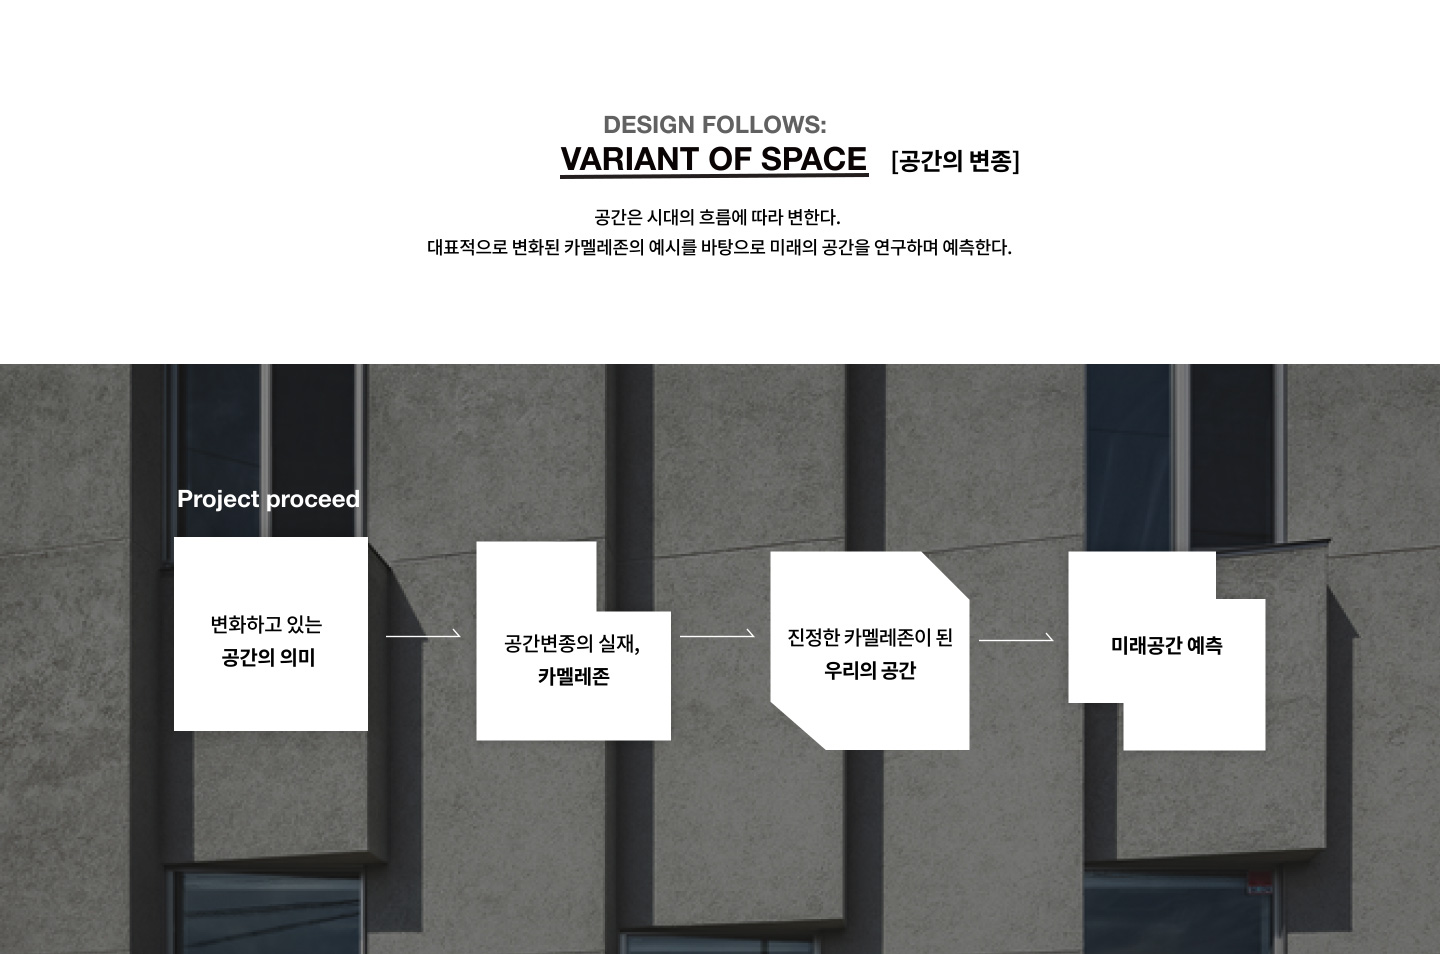 DESIGN FOLLOWS:
VARIANT OF SPACE [공간의 변종]
공간은 시대의 흐름에 따라 변한다.
대표적으로 변화된 카멜레존의 예시를 바탕으로 미래의 공간을 연구하며 예측한다.
Project proceed
변화하고 있는
공간의 의미
공간변종의 실재,
카멜레존
진정한 카멜레존이 된
우리의 공간
미래공간 예측